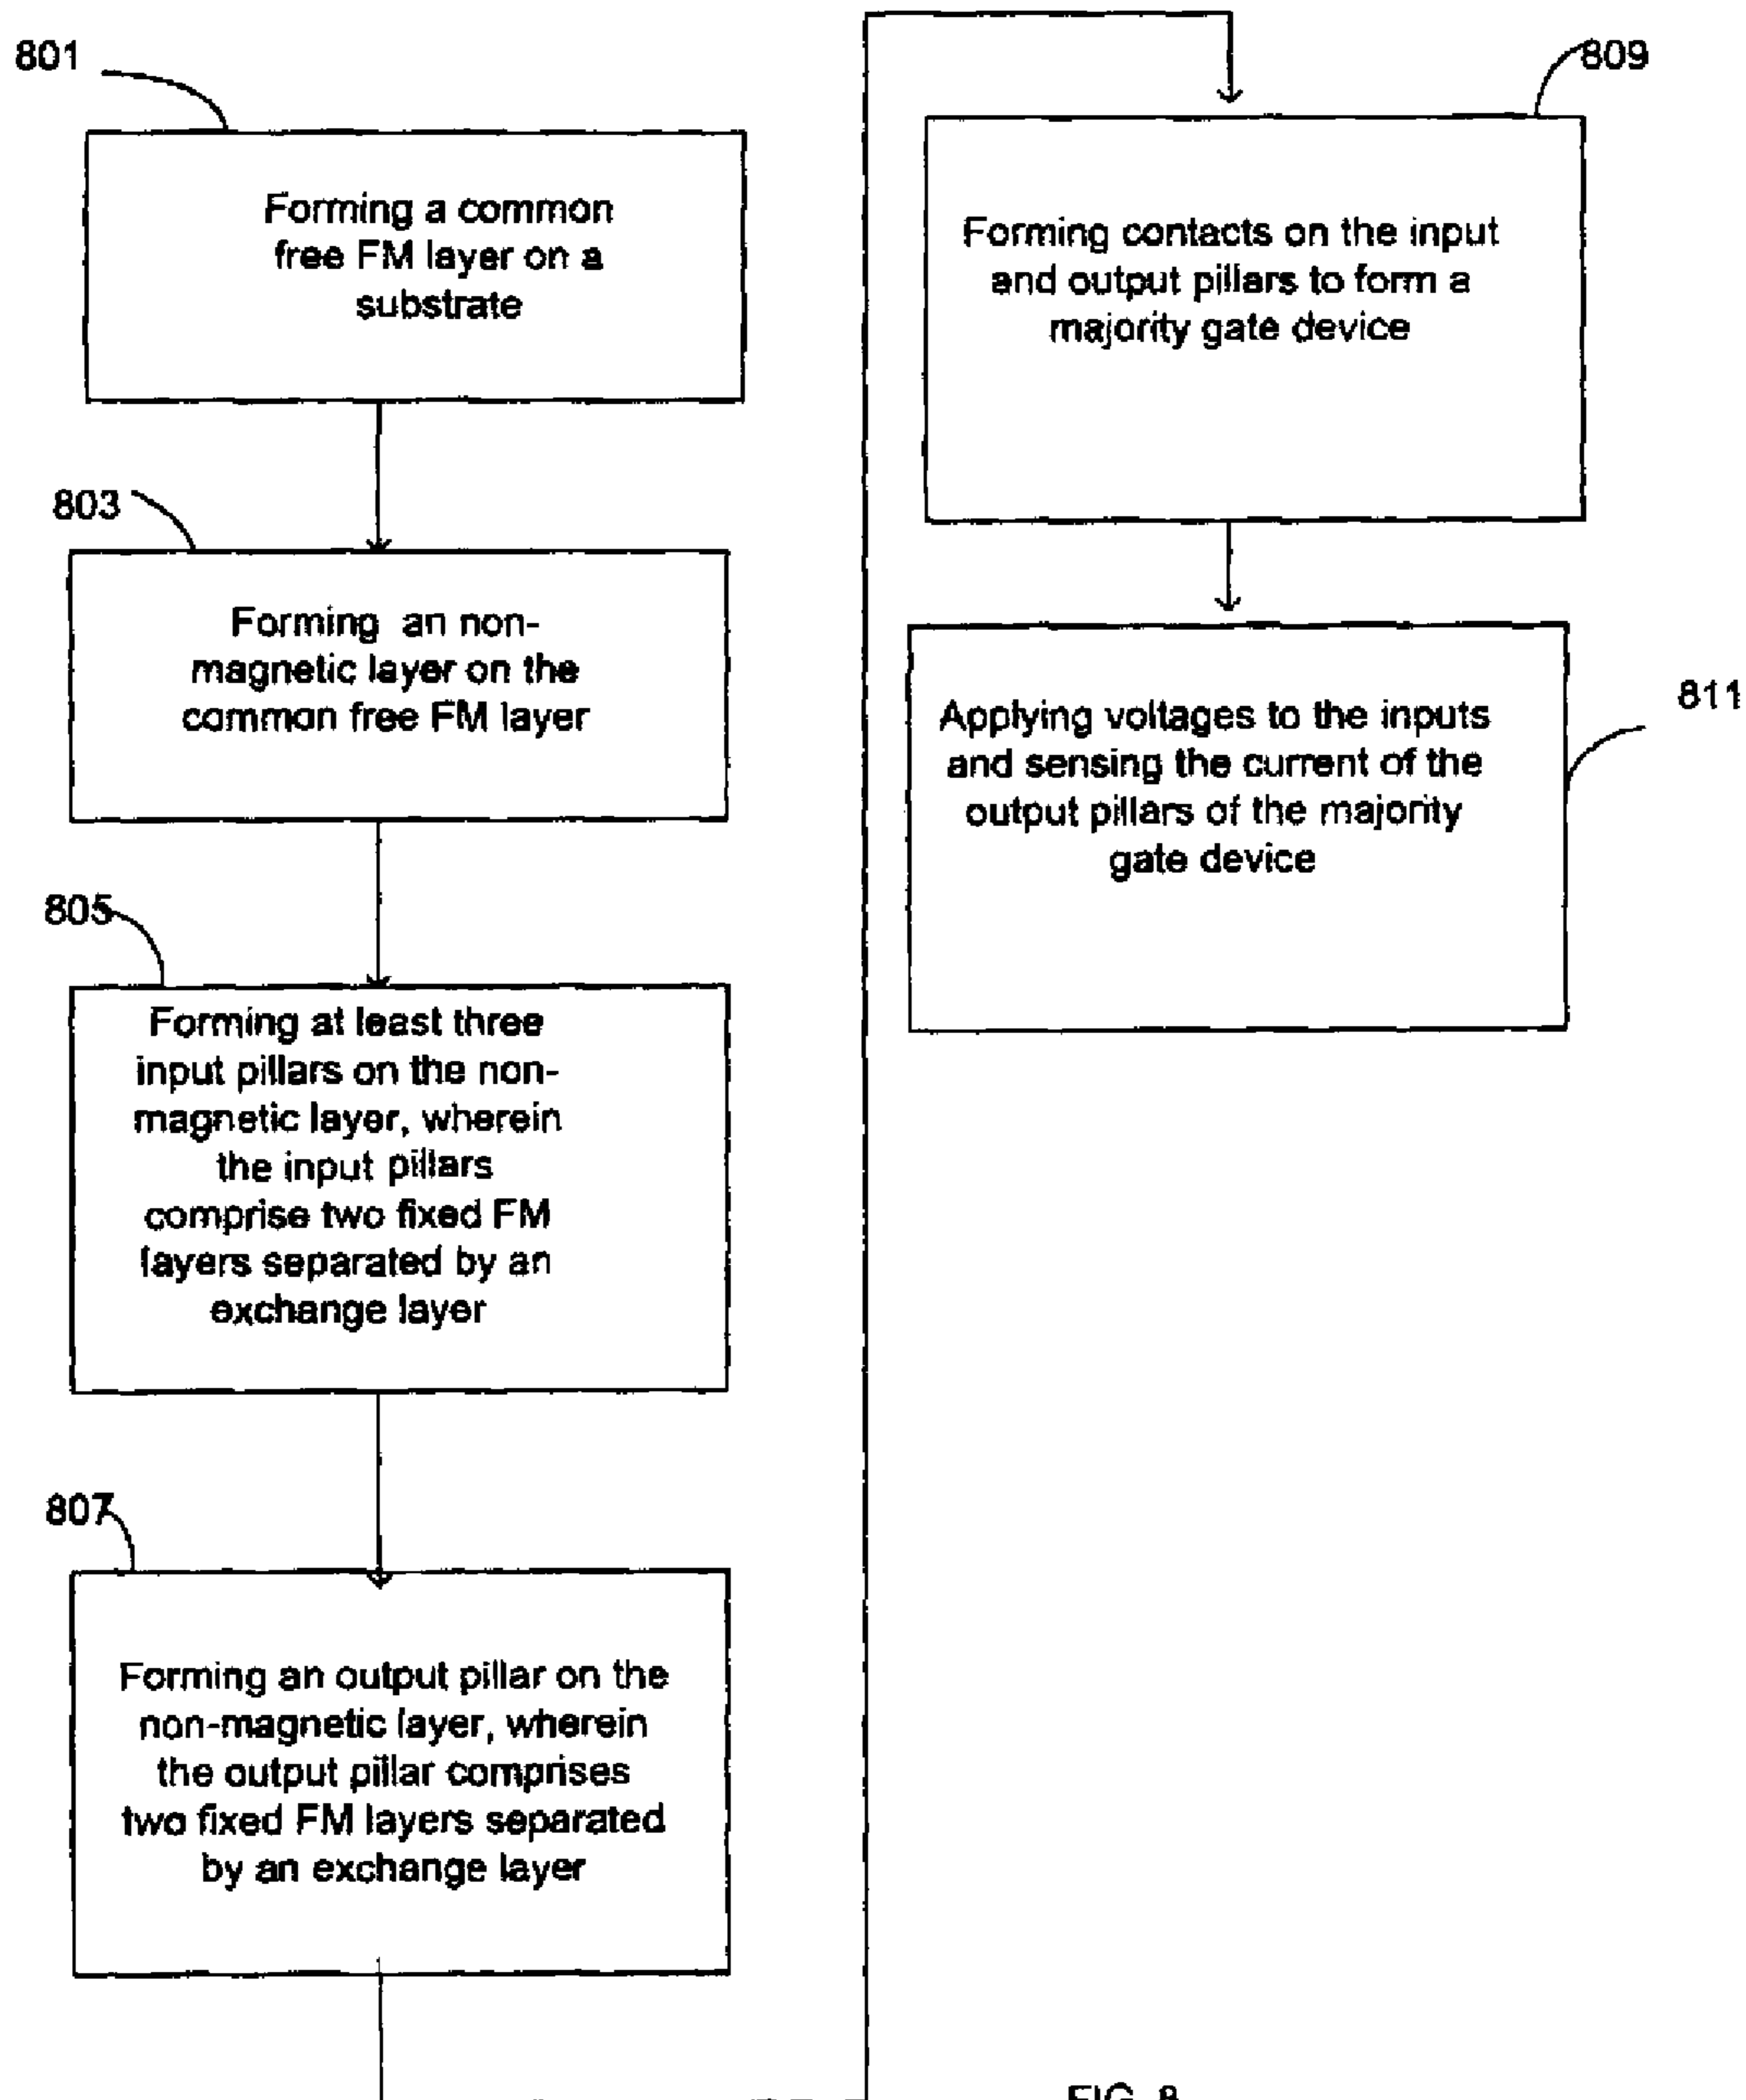 801
Forming a common
free FM layer on a
substrate
803
Forming an non-
magnetic layer on the
common free FM layer
805
Forming at least three
input pillars on the non-
magnetic layer, wherein
the input pillars
comprise two fixed FM
layers separated by an
exchange layer
807
Forming an output pillar on the
non-magnetic layer, wherein
the output pillar comprises
two fixed FM layers separated
by an exchange layer
809
Forming contacts on the input
and output pillars to form a
majority gate device
811
Applying voltages to the inputs
and sensing the current of the
output pillars of the majority
gate device
FIG. 8